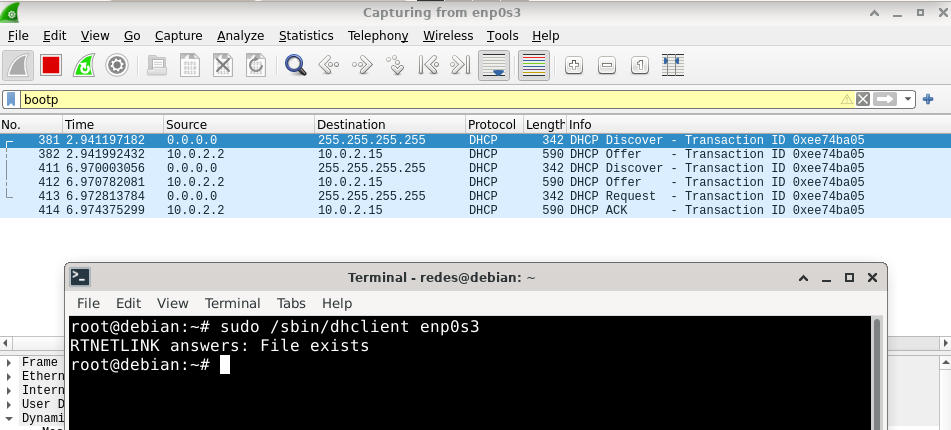 Capturing from enp0s3
File Edit View Go Capture Analyze Statistics Telephony Wireless Tools Help
bootp
No. Time Source Destination Protocol Length Info
381 2.941197182 0.0.0.0 255.255.255.255 DHCP 342 DHCP Discover - Transaction ID 0xee74ba05
382 2.941992432 10.0.2.2 10.0.2.15 DHCP 590 DHCP Offer - Transaction ID 0xee74ba05
411 6.970003056 0.0.0.0 255.255.255.255 DHCP 342 DHCP Discover - Transaction ID 0xee74ba05
412 6.970782081 10.0.2.2 10.0.2.15 DHCP 590 DHCP Offer - Transaction ID 0xee74ba05
413 6.972813784 0.0.0.0 255.255.255.255 DHCP 342 DHCP Request - Transaction ID 0xee74ba05
414 6.974375299 10.0.2.2 10.0.2.15 DHCP 590 DHCP ACK - Transaction ID 0xee74ba05
Terminal - redes@debian: ~
File Edit View Terminal Tabs Help
root@debian:~# sudo /sbin/dhclient enp0s3
RTNETLINK answers: File exists
root@debian:~#
Frame
Ethern
Intern
User D
Dynami